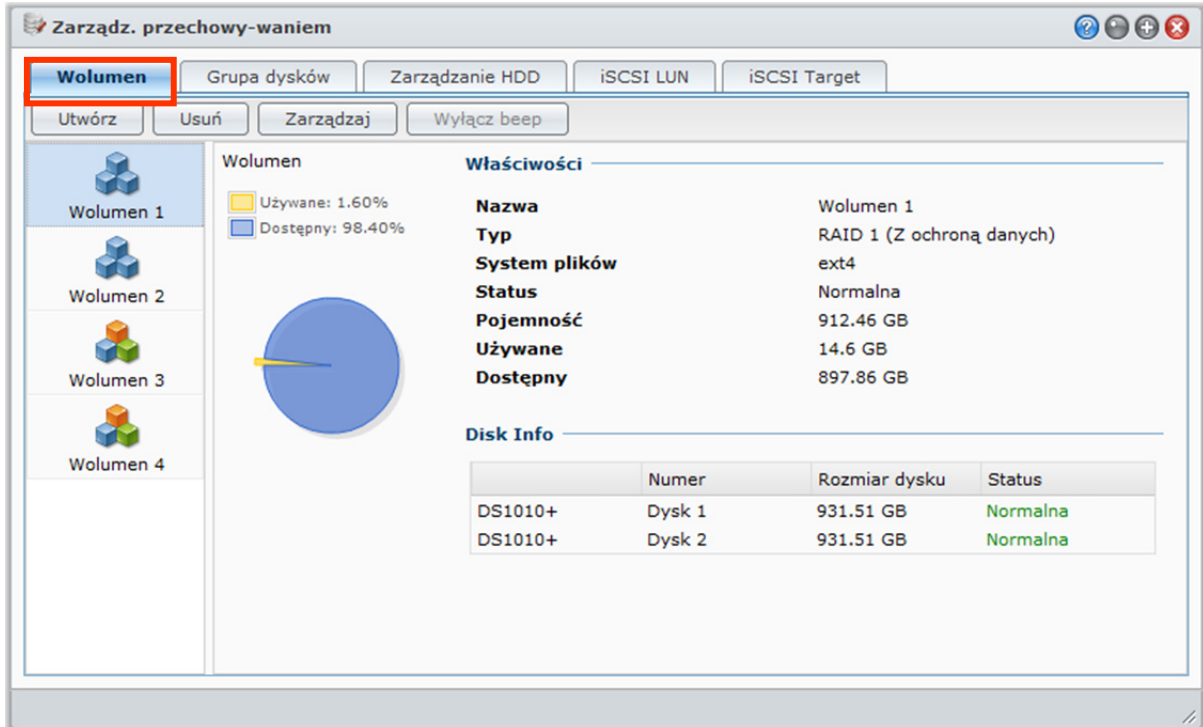 Zarządz. przechowy-waniem
Wolumen Grupa dysków Zarządzanie HDD iSCSI LUN iSCSI Target
Utwórz Usuń Zarządzaj Wyłącz beep
Wolumen 1
Wolumen 2
Wolumen 3
Wolumen 4
Wolumen
Używane: 1.60%
Dostępny: 98.40%
Właściwości
Nazwa Wolumen 1
Typ RAID 1 (Z ochroną danych)
System plików ext4
Status Normalna
Pojemność 912.46 GB
Używane 14.6 GB
Dostępny 897.86 GB
Disk Info
Numer Rozmiar dysku Status
DS1010+ Dysk 1 931.51 GB Normalna
DS1010+ Dysk 2 931.51 GB Normalna